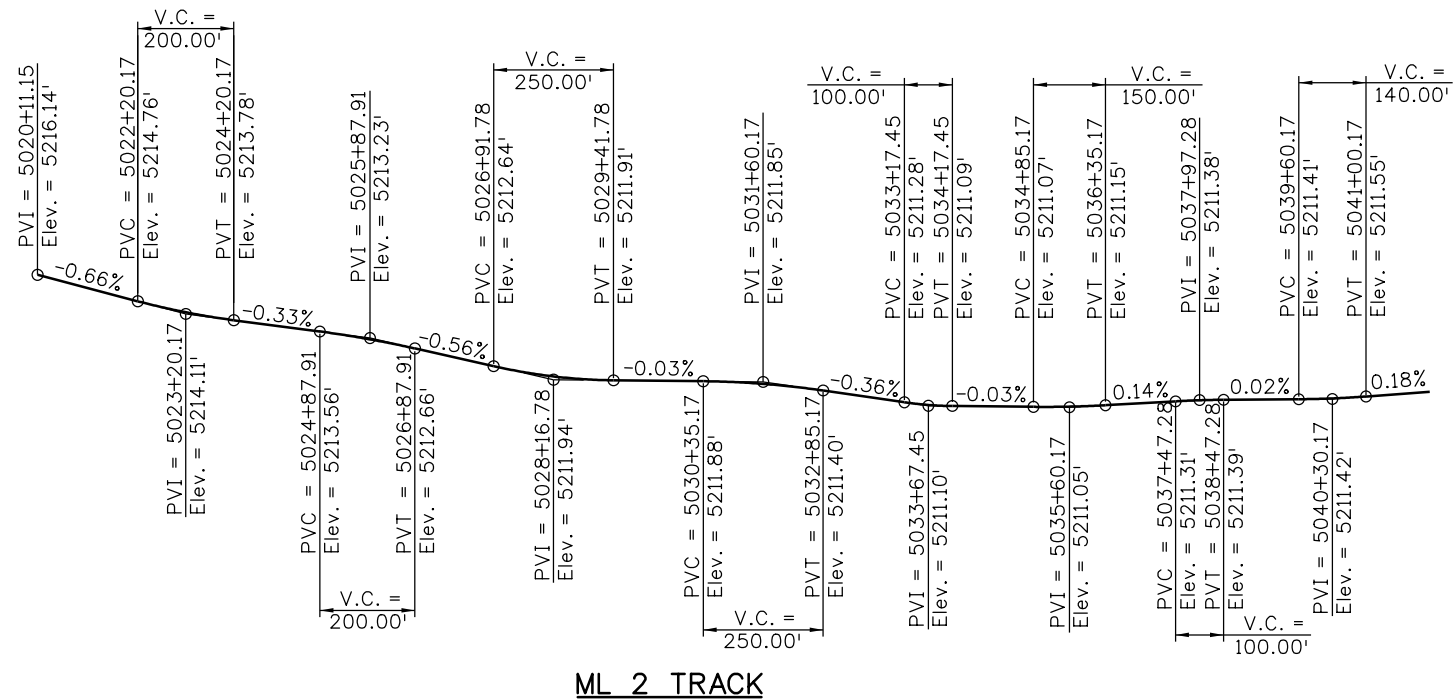 V.C. =
200.00'
PVI = 5020+11.15
Elev. = 5216.14'
PVC = 5022+20.17
Elev. = 5214.76'
PVT = 5024+20.17
Elev. = 5213.78'
PVI = 5025+87.91
Elev. = 5213.23'
V.C. =
250.00'
PVC = 5026+91.78
Elev. = 5212.64'
PVT = 5029+41.78
Elev. = 5211.91'
PVI = 5031+60.17
Elev. = 5211.85'
V.C. =
100.00'
PVC = 5033+17.45
Elev. = 5211.28'
PVT = 5034+17.45
Elev. = 5211.09'
V.C. =
150.00'
PVC = 5034+85.17
Elev. = 5211.07'
PVT = 5036+35.17
Elev. = 5211.15'
PVI = 5037+97.28
Elev. = 5211.38'
V.C. =
140.00'
PVC = 5039+60.17
Elev. = 5211.41'
PVT = 5041+00.17
Elev. = 5211.55'
-0.66%
-0.33%
-0.56%
-0.03%
-0.36%
-0.03%
0.14%
0.02%
0.18%
PVI = 5023+20.17
Elev. = 5214.11'
PVC = 5024+87.91
Elev. = 5213.56'
PVT = 5026+87.91
Elev. = 5212.66'
V.C. =
200.00'
PVI = 5028+16.78
Elev. = 5211.94'
PVC = 5030+35.17
Elev. = 5211.88'
PVT = 5032+85.17
Elev. = 5211.40'
V.C. =
250.00'
PVI = 5033+67.45
Elev. = 5211.10'
PVI = 5035+60.17
Elev. = 5211.05'
PVC = 5037+47.28
Elev. = 5211.31'
PVT = 5038+47.28
Elev. = 5211.39'
V.C. =
100.00'
PVI = 5040+30.17
Elev. = 5211.42'
ML 2 TRACK